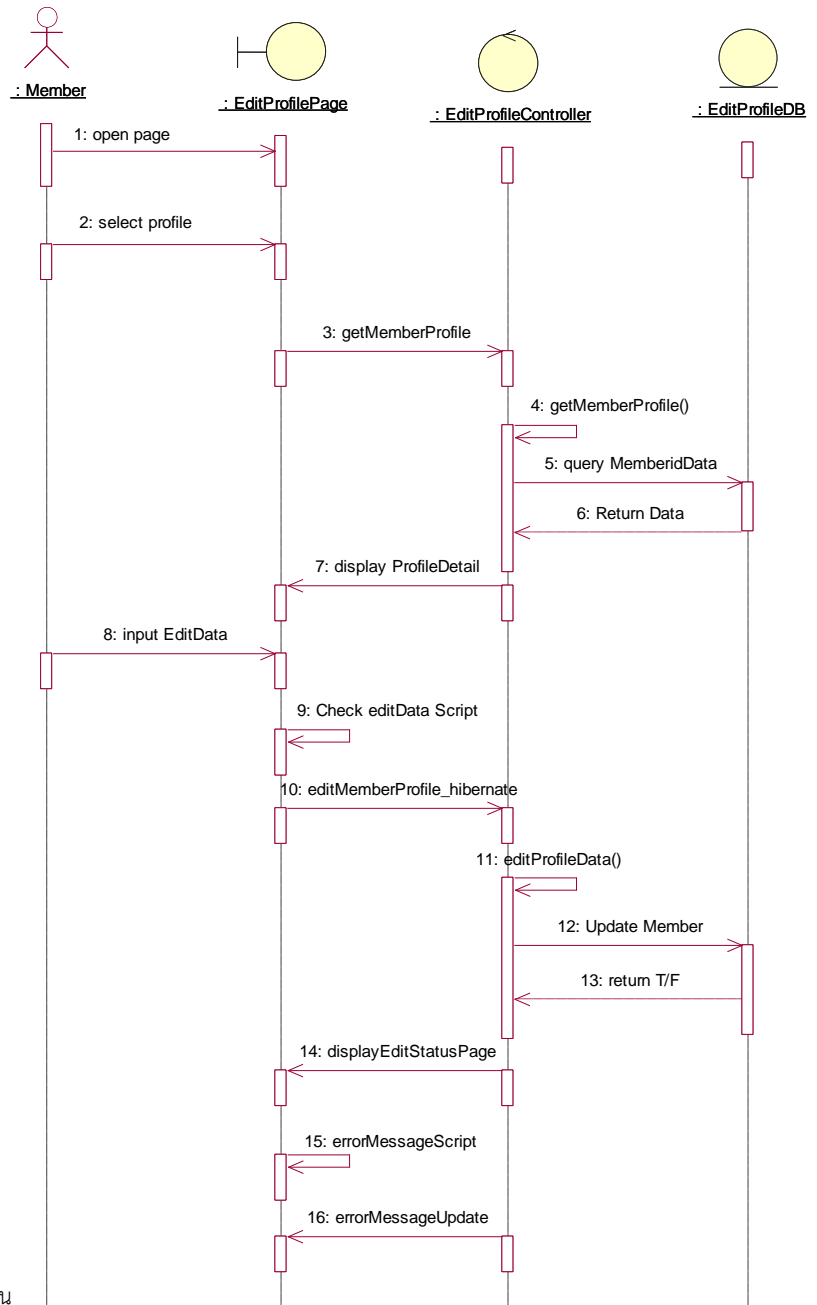 : Member
: EditProfilePage
: EditProfileController
: EditProfileDB
1: open page
2: select profile
3: getMemberProfile
4: getMemberProfile()
5: query MemberidData
6: Return Data
7: display ProfileDetail
8: input EditData
9: Check editData Script
10: editMemberProfile_hibernate
11: editProfileData()
12: Update Member
13: return T/F
14: displayEditStatusPage
15: errorMessageScript
16: errorMessageUpdate